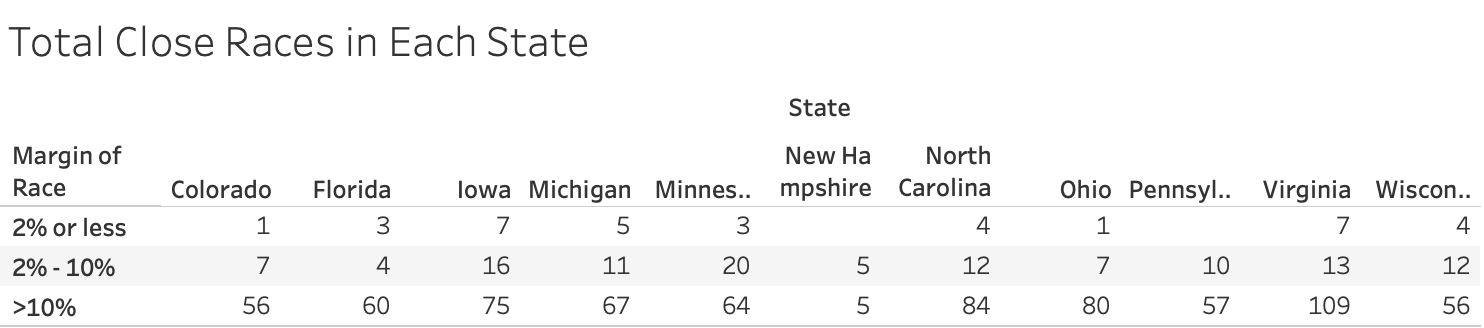 Total Close Races in Each State
State
Margin of New Ha North
Race Colorado Florida Iowa Michigan Minnes.. mpshire Carolina Ohio Pennsyl.. Virginia Wiscon..
2% or less 1 3 7 5 3 4 1 7 4
2% - 10% 7 4 16 11 20 5 12 7 10 13 12
>10% 56 60 75 67 64 5 84 80 57 109 56